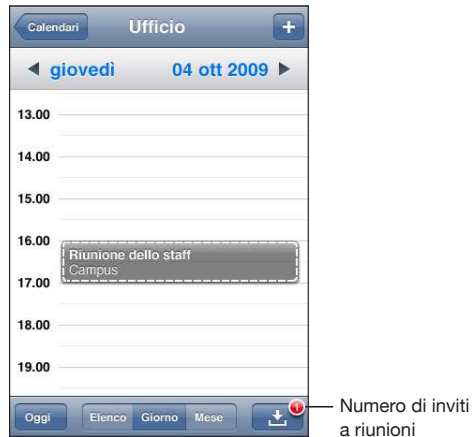 Calendari Ufficio +
giovedì 04 ott 2009
13.00
14.00
15.00
16.00
Riunione dello staff
Campus
17.00
18.00
19.00
Oggi Elenco Giorno Mese 1
Numero di inviti
a riunioni